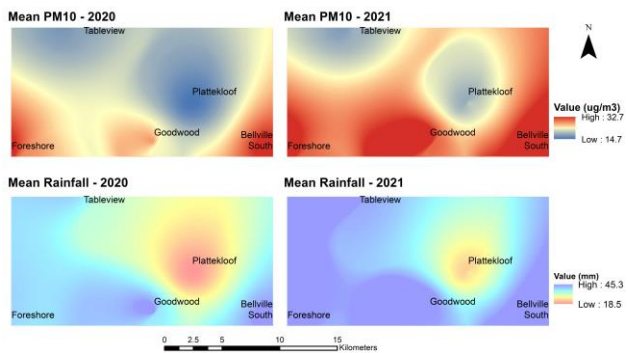 Mean PM10 - 2020
Tableview
Plattekloof
Goodwood
Foreshore
Bellville
South
Mean PM10 - 2021
Tableview
Plattekloof
Goodwood
Foreshore
Bellville
South
N
Value (ug/m3)
High : 32.7
Low : 14.7
Mean Rainfall - 2020
Tableview
Plattekloof
Goodwood
Foreshore
Bellville
South
Mean Rainfall - 2021
Tableview
Plattekloof
Goodwood
Foreshore
Bellville
South
Value (mm)
High : 45.3
Low : 18.5
0 2.5 5 10 15
Kilometers